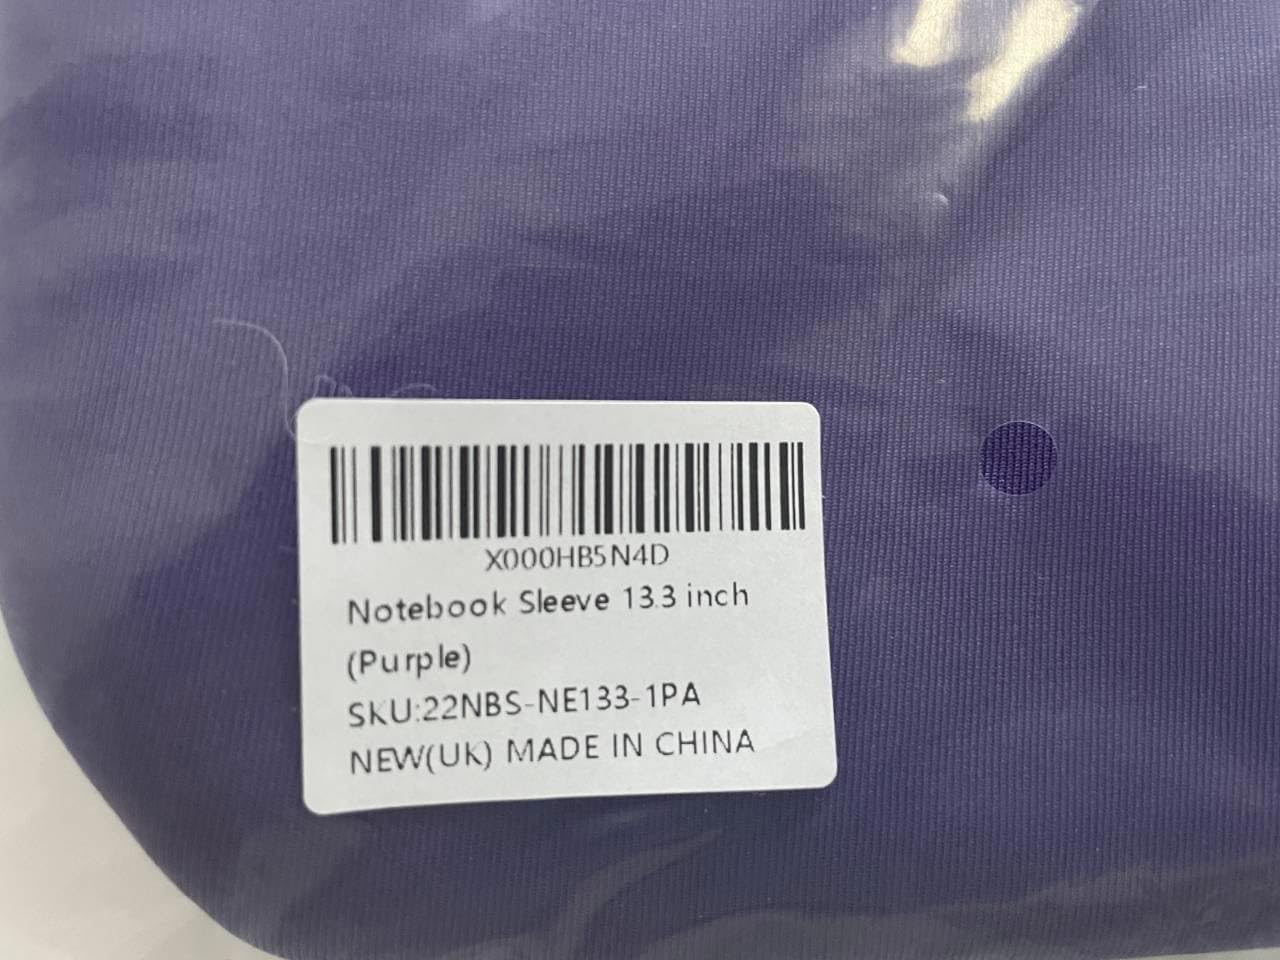 X000HB5N4D
Notebook Sleeve 13.3 inch
(Purple)
SKU:22NBS-NE133-1PA
NEW(UK) MADE IN CHINA